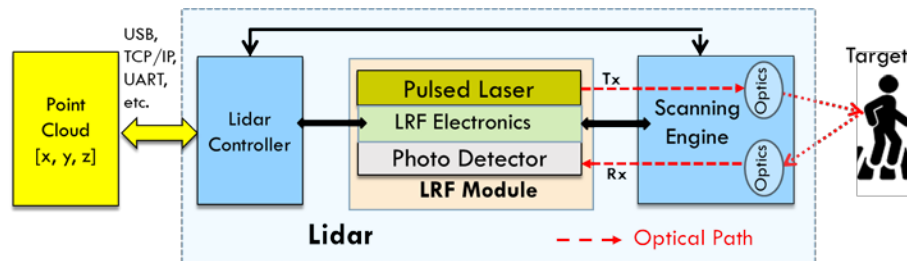 USB,
TCP/IP,
UART,
etc.
Point
Cloud
[x, y, z]
Lidar
Controller
Pulsed Laser
LRF Electronics
Photo Detector
LRF Module
Tx
Rx
Scanning
Engine
Optics
Optics
Target
Lidar
Optical Path